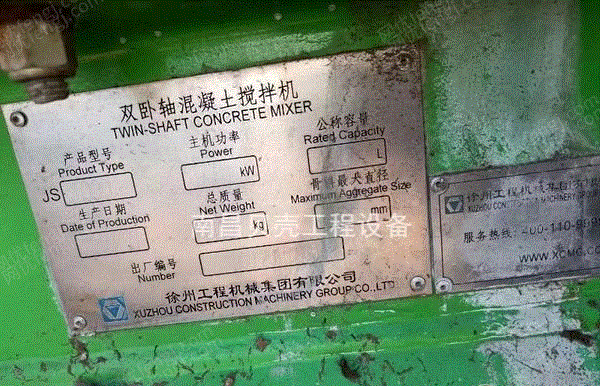 双卧轴混凝土搅拌机
TWIN-SHAFT CONCRETE MIXER
产品型号
Product Type
JS
主机功率
Power
kW
公称容量
Rated Capacity
L
生产日期
Date of Production
总质量
Net Weight
kg
骨料最大直径
Maximum Aggregate Size
mm
出厂编号
Number
徐州工程机械集团有限公司
XUZHOU CONSTRUCTION MACHINERY GROUP CO.,LTD
徐州工程机械集
XUZHOU CONSTRUCTION MACHINERY
服务热线:400-110-9999
WWW.XCMG.
南昌 壳工程设备